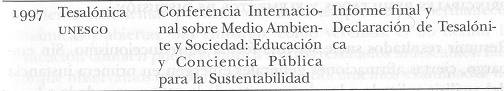 1997 Tesalónica Conferencia Internacio- Informe final y
UNESCO nal sobre Medio Ambien- Declaración de Tesalóni-
te y Sociedad: Educación ca
y Conciencia Pública
para la Sustentabilidad